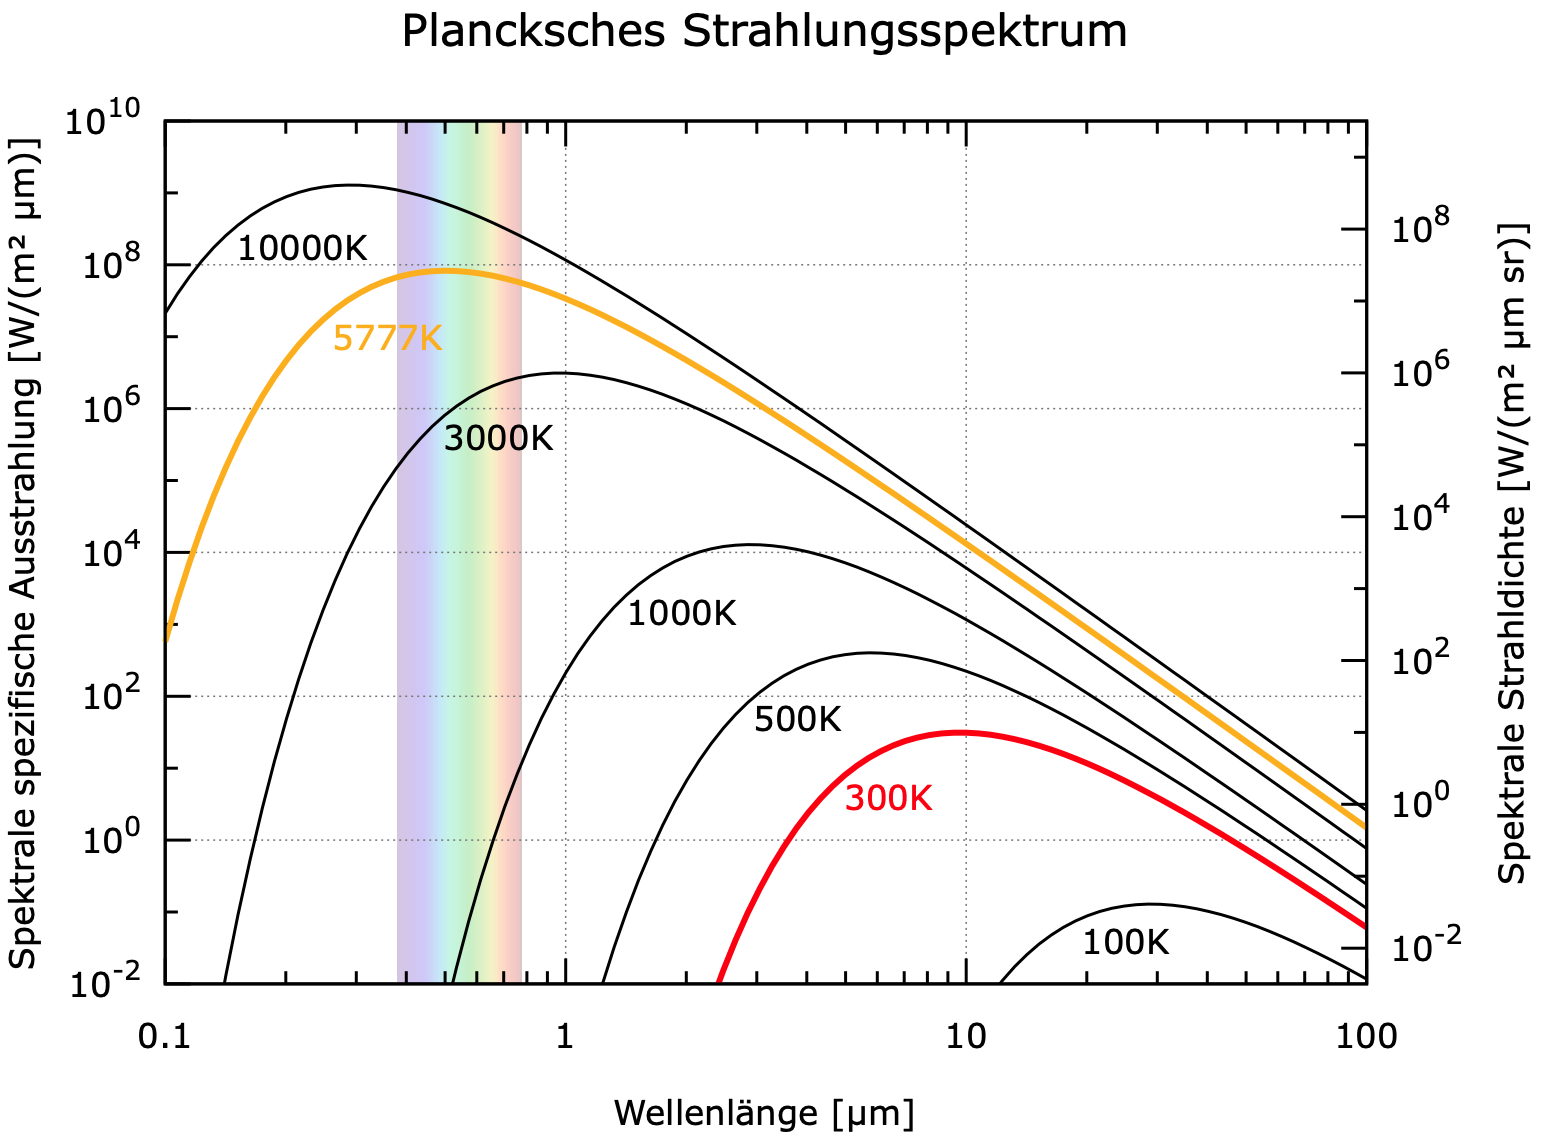 Plancksches Strahlungsspektrum
Spektrale spezifische Ausstrahlung [W/(m² µm)]
10^10
10^8
10^6
10^4
10^2
10^0
10^-2
10000K
5777K
3000K
1000K
500K
300K
100K
10^8
10^6
10^4
10^2
10^0
10^-2
Spektrale Strahldichte [W/(m² µm sr)]
0.1 1 10 100
Wellenlänge [µm]